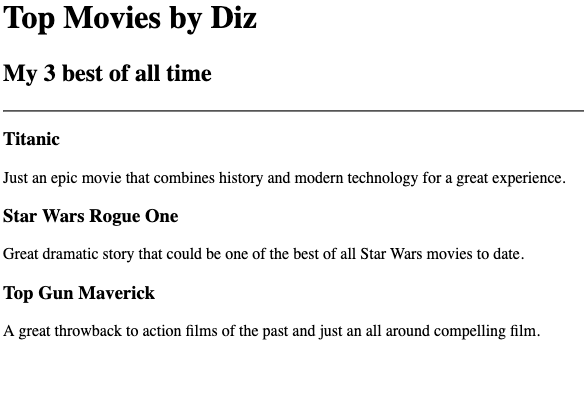 Top Movies by Diz
My 3 best of all time
Titanic
Just an epic movie that combines history and modern technology for a great experience.
Star Wars Rogue One
Great dramatic story that could be one of the best of all Star Wars movies to date.
Top Gun Maverick
A great throwback to action films of the past and just an all around compelling film.